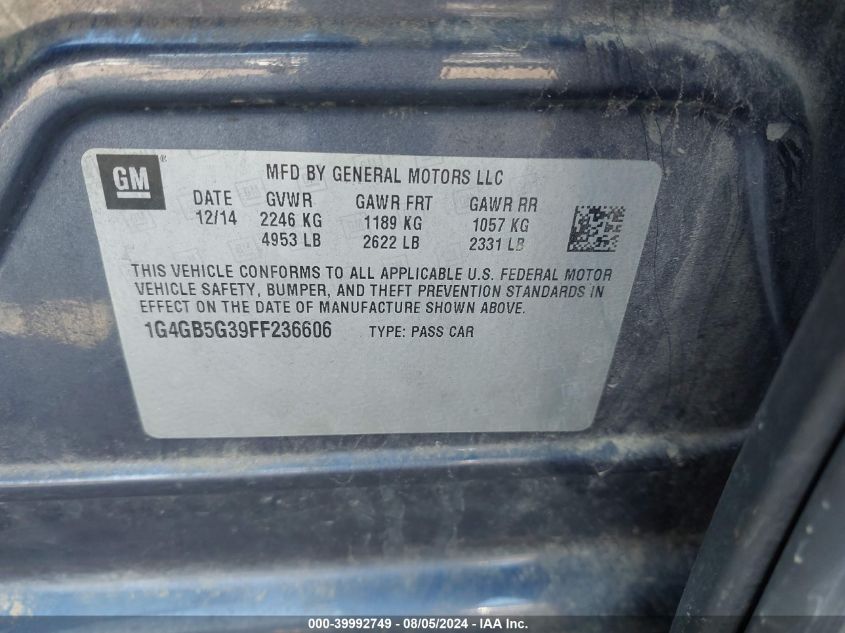 GM ® MFD BY GENERAL MOTORS LLC
DATE GVWR GAWR FRT GAWR RR
12/14 2246 KG 1189 KG 1057 KG
4953 LB 2622 LB 2331 LB
THIS VEHICLE CONFORMS TO ALL APPLICABLE U.S. FEDERAL MOTOR
VEHICLE SAFETY, BUMPER, AND THEFT PREVENTION STANDARDS IN
EFFECT ON THE DATE OF MANUFACTURE SHOWN ABOVE.
1G4GB5G39FF236606 TYPE: PASS CAR
000-39992749 - 08/05/2024 - IAA Inc.